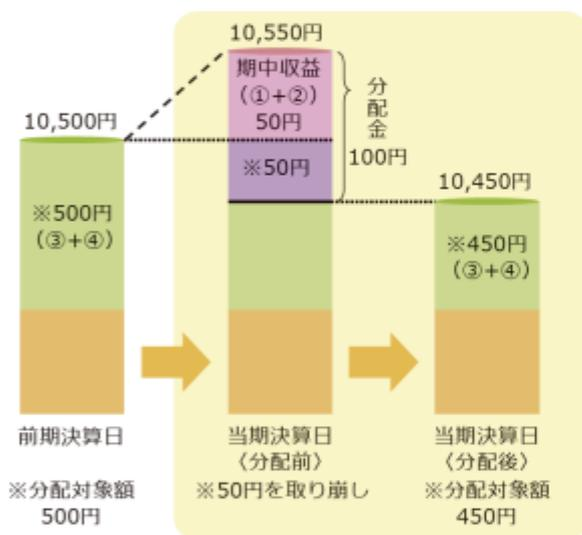 10,500円
※500円
(③+④)
前期決算日
※分配対象額
500円
10,550円
期中収益
(①+②)
50円
※50円
分配金
100円
当期決算日
〈分配前〉
※50円を取り崩し
10,450円
※450円
(③+④)
当期決算日
〈分配後〉
※分配対象額
450円